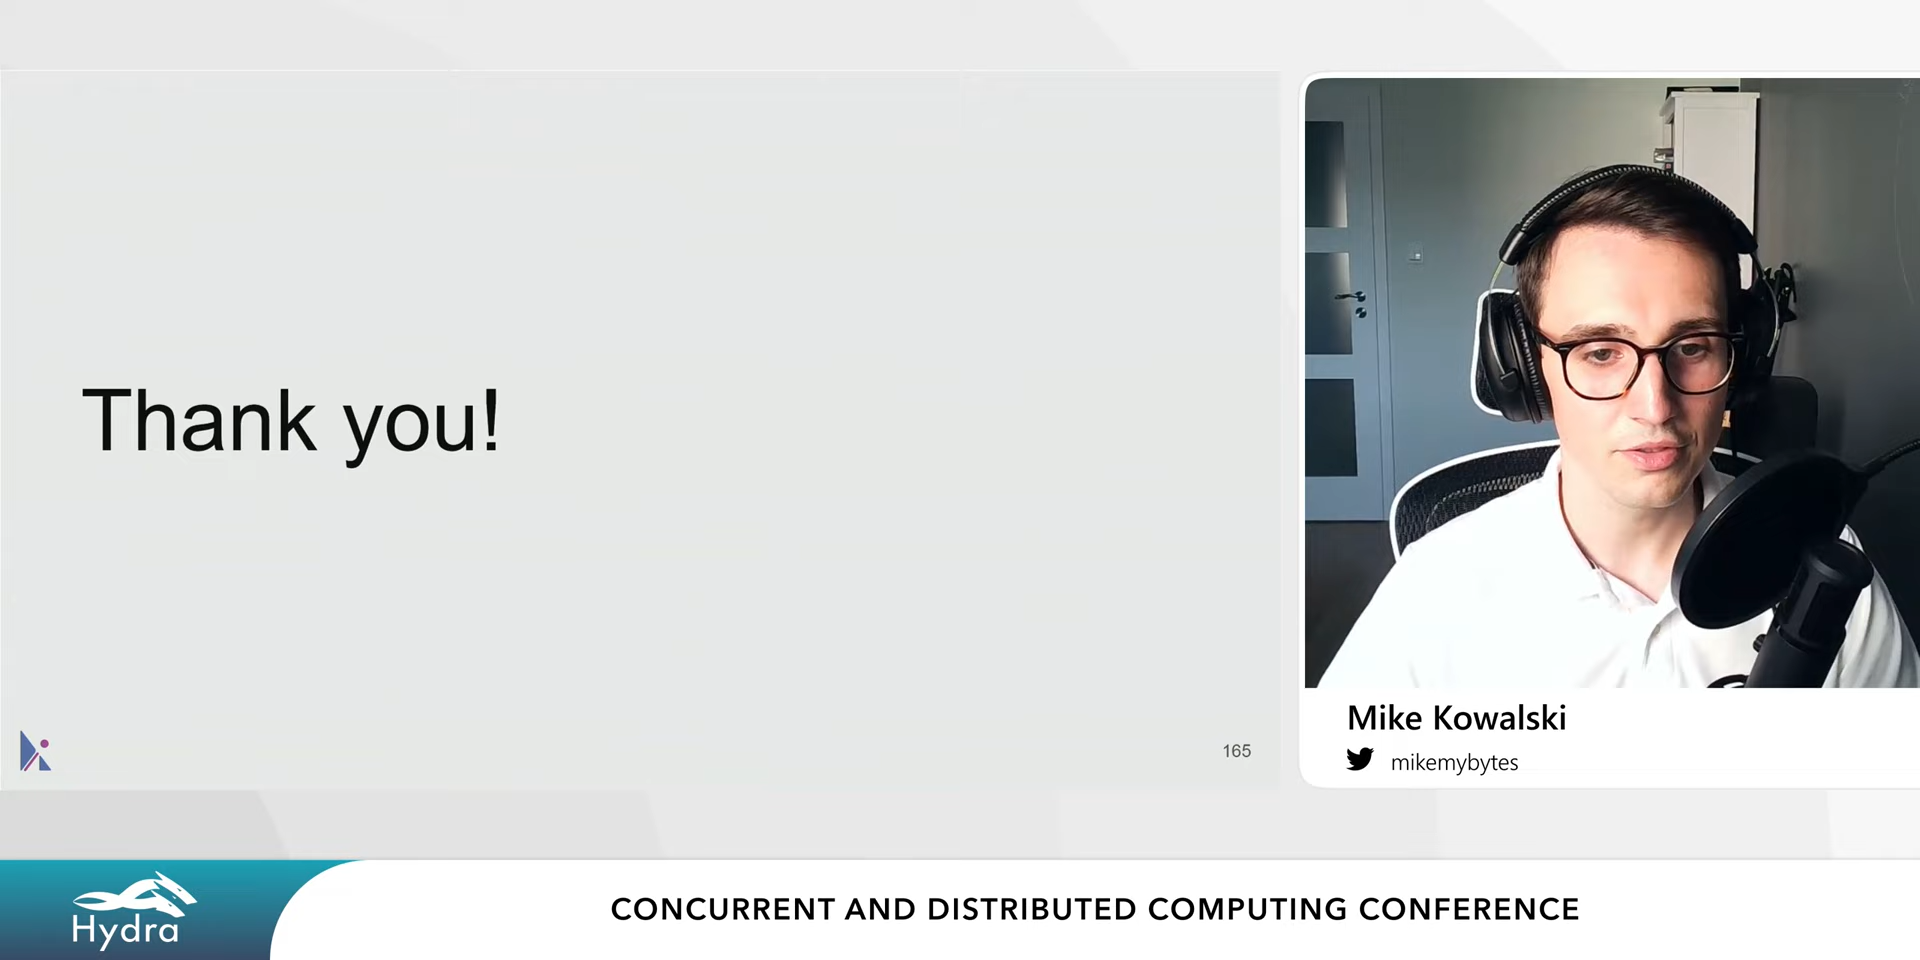 Thank you!
165
Mike Kowalski
mikemybytes
Hydra
CONCURRENT AND DISTRIBUTED COMPUTING CONFERENCE